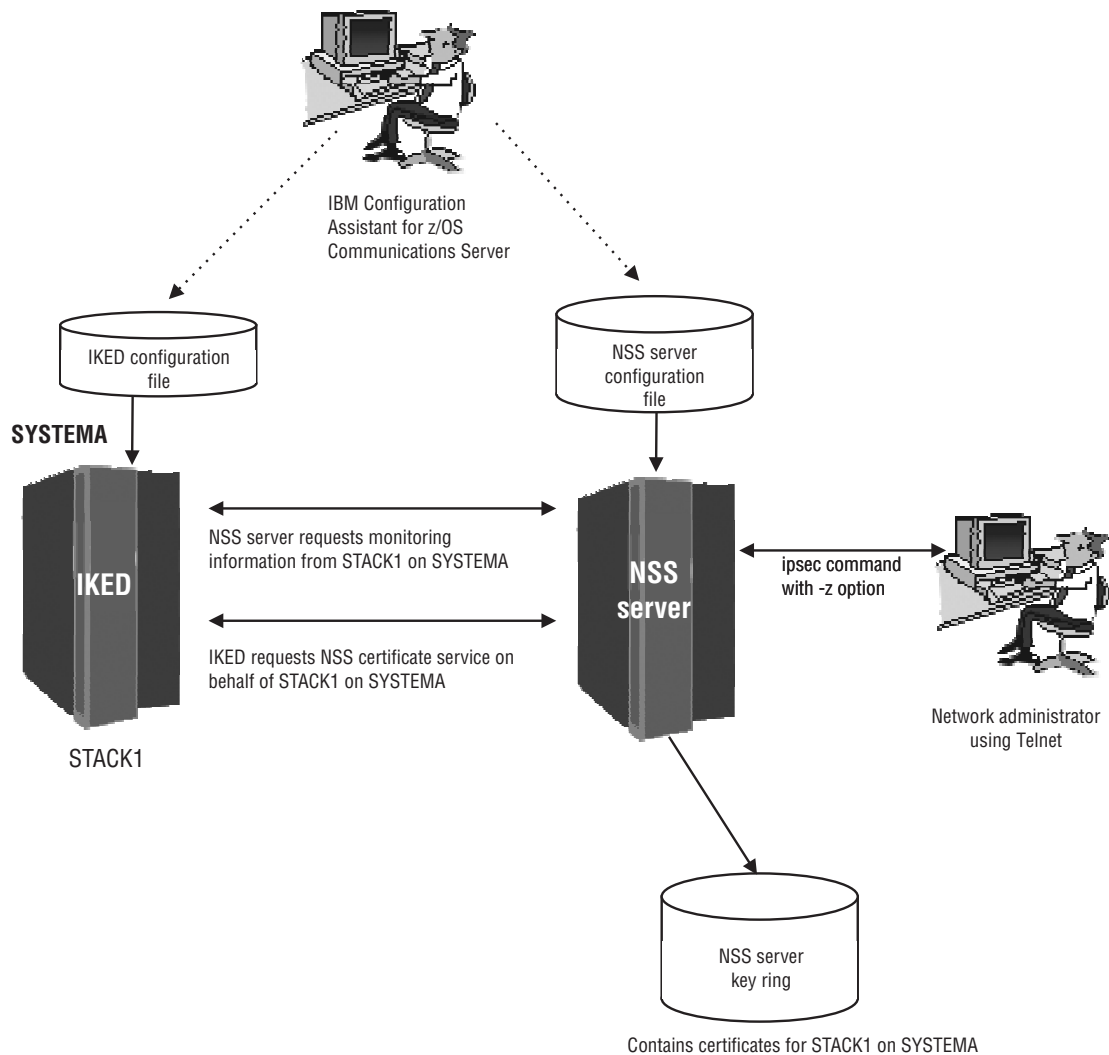 IBM Configuration
Assistant for z/OS
Communications Server
IKED configuration
file
NSS server
configuration
file
SYSTEMA
IKED
NSS server requests monitoring
information from STACK1 on SYSTEMA
IKED requests NSS certificate service on
behalf of STACK1 on SYSTEMA
NSS
server
ipsec command
with -z option
Network administrator
using Telnet
STACK1
NSS server
key ring
Contains certificates for STACK1 on SYSTEMA